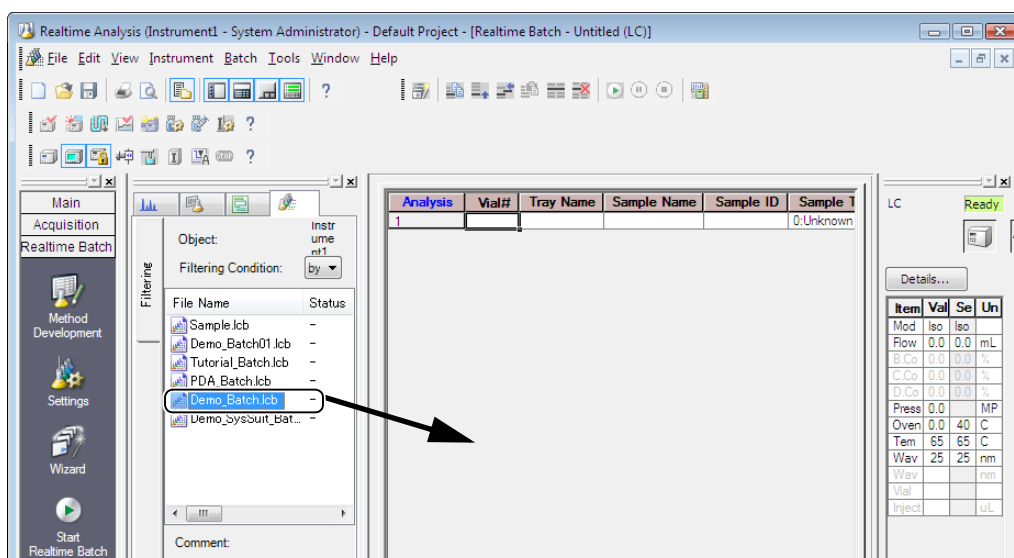 Realtime Analysis (Instrument1 - System Administrator) - Default Project - [Realtime Batch - Untitled (LC)]
File Edit View Instrument Batch Tools Window Help
Main
Acquisition
Realtime Batch
Method
Development
Settings
Wizard
Start
Realtime Batch
Filtering
Object:
Instr
ume
nt1
Filtering Condition:
by
File Name Status
Sample.lcb -
Demo_Batch01.lcb -
Tutorial_Batch.lcb -
PDA_Batch.lcb -
Demo_Batch.lcb -
Demo_SysSuit_Bat... -
Comment:
Analysis Vial# Tray Name Sample Name Sample ID Sample T
1 0:Unknown
LC Ready
Details...
Item Val Se Un
Mod Iso Iso
Flow 0.0 0.0 mL
B.Co 0.0 0.0 %
C.Co 0.0 0.0 %
D.Co 0.0 0.0 %
Press 0.0 MP
Oven 0.0 40 C
Tem 65 65 C
Wav 25 25 nm
Wav nm
Vial
Inject uL